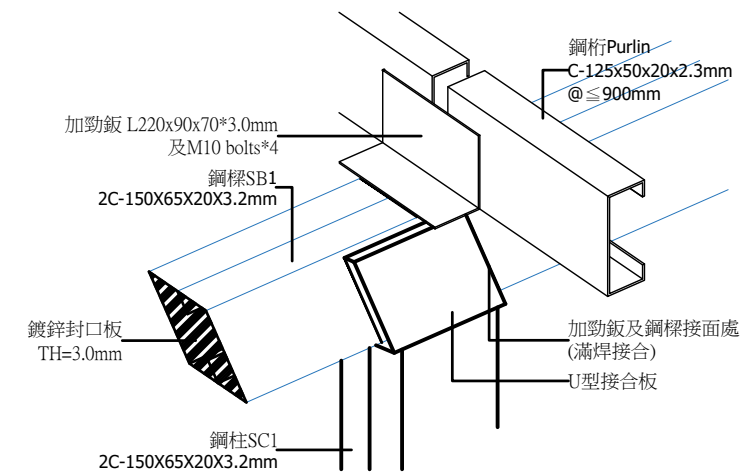 鋼桁Purlin
C-125x50x20x2.3mm
@≦900mm
加勁鈑 L220x90x70*3.0mm
及M10 bolts*4
鋼樑SB1
2C-150X65X20X3.2mm
鍍鋅封口板
TH=3.0mm
加勁鈑及鋼樑接面處
(滿焊接合)
U型接合板
鋼柱SC1
2C-150X65X20X3.2mm